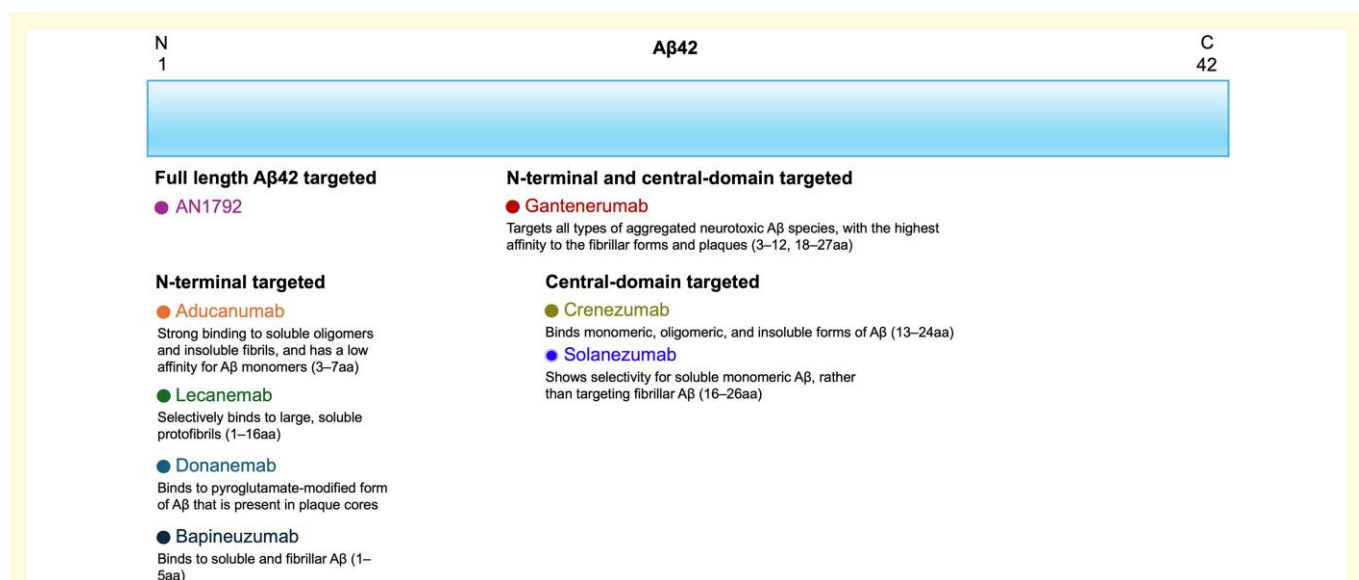 N
1
Aβ42
C
42
Full length Aβ42 targeted
AN1792
N-terminal targeted
Aducanumab
Strong binding to soluble oligomers
and insoluble fibrils, and has a low
affinity for Aβ monomers (3–7aa)
Lecanemab
Selectively binds to large, soluble
protofibrils (1–16aa)
Donanemab
Binds to pyroglutamate-modified form
of Aβ that is present in plaque cores
Bapineuzumab
Binds to soluble and fibrillar Aβ (1–
5aa)
N-terminal and central-domain targeted
Gantenerumab
Targets all types of aggregated neurotoxic Aβ species, with the highest
affinity to the fibrillar forms and plaques (3–12, 18–27aa)
Central-domain targeted
Crenezumab
Binds monomeric, oligomeric, and insoluble forms of Aβ (13–24aa)
Solanezumab
Shows selectivity for soluble monomeric Aβ, rather
than targeting fibrillar Aβ (16–26aa)